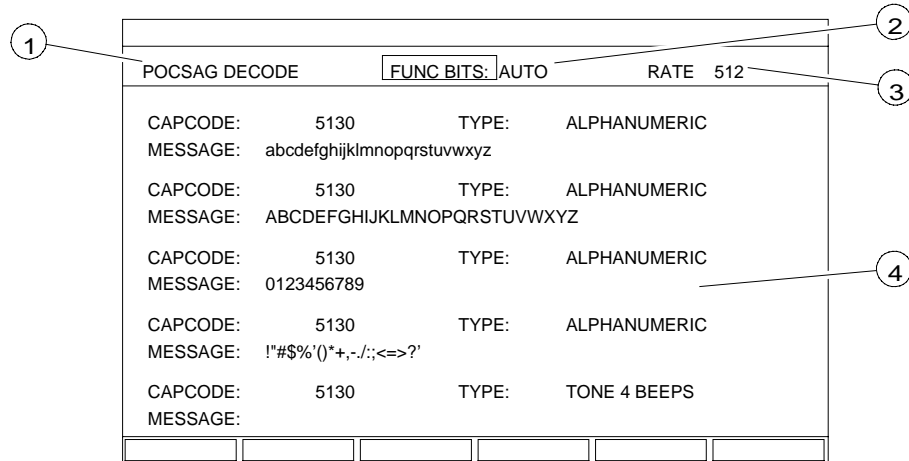 1
2
POCSAG DECODE FUNC BITS: AUTO RATE 512
3
CAPCODE: 5130 TYPE: ALPHANUMERIC
MESSAGE: abcdefghijklmnopqrstuvwxyz
CAPCODE: 5130 TYPE: ALPHANUMERIC
MESSAGE: ABCDEFGHIJKLMNOPQRSTUVWXYZ
CAPCODE: 5130 TYPE: ALPHANUMERIC
4
MESSAGE: 0123456789
CAPCODE: 5130 TYPE: ALPHANUMERIC
MESSAGE: !"#$%'()*+,-./:;<=>?'
CAPCODE: 5130 TYPE: TONE 4 BEEPS
MESSAGE: